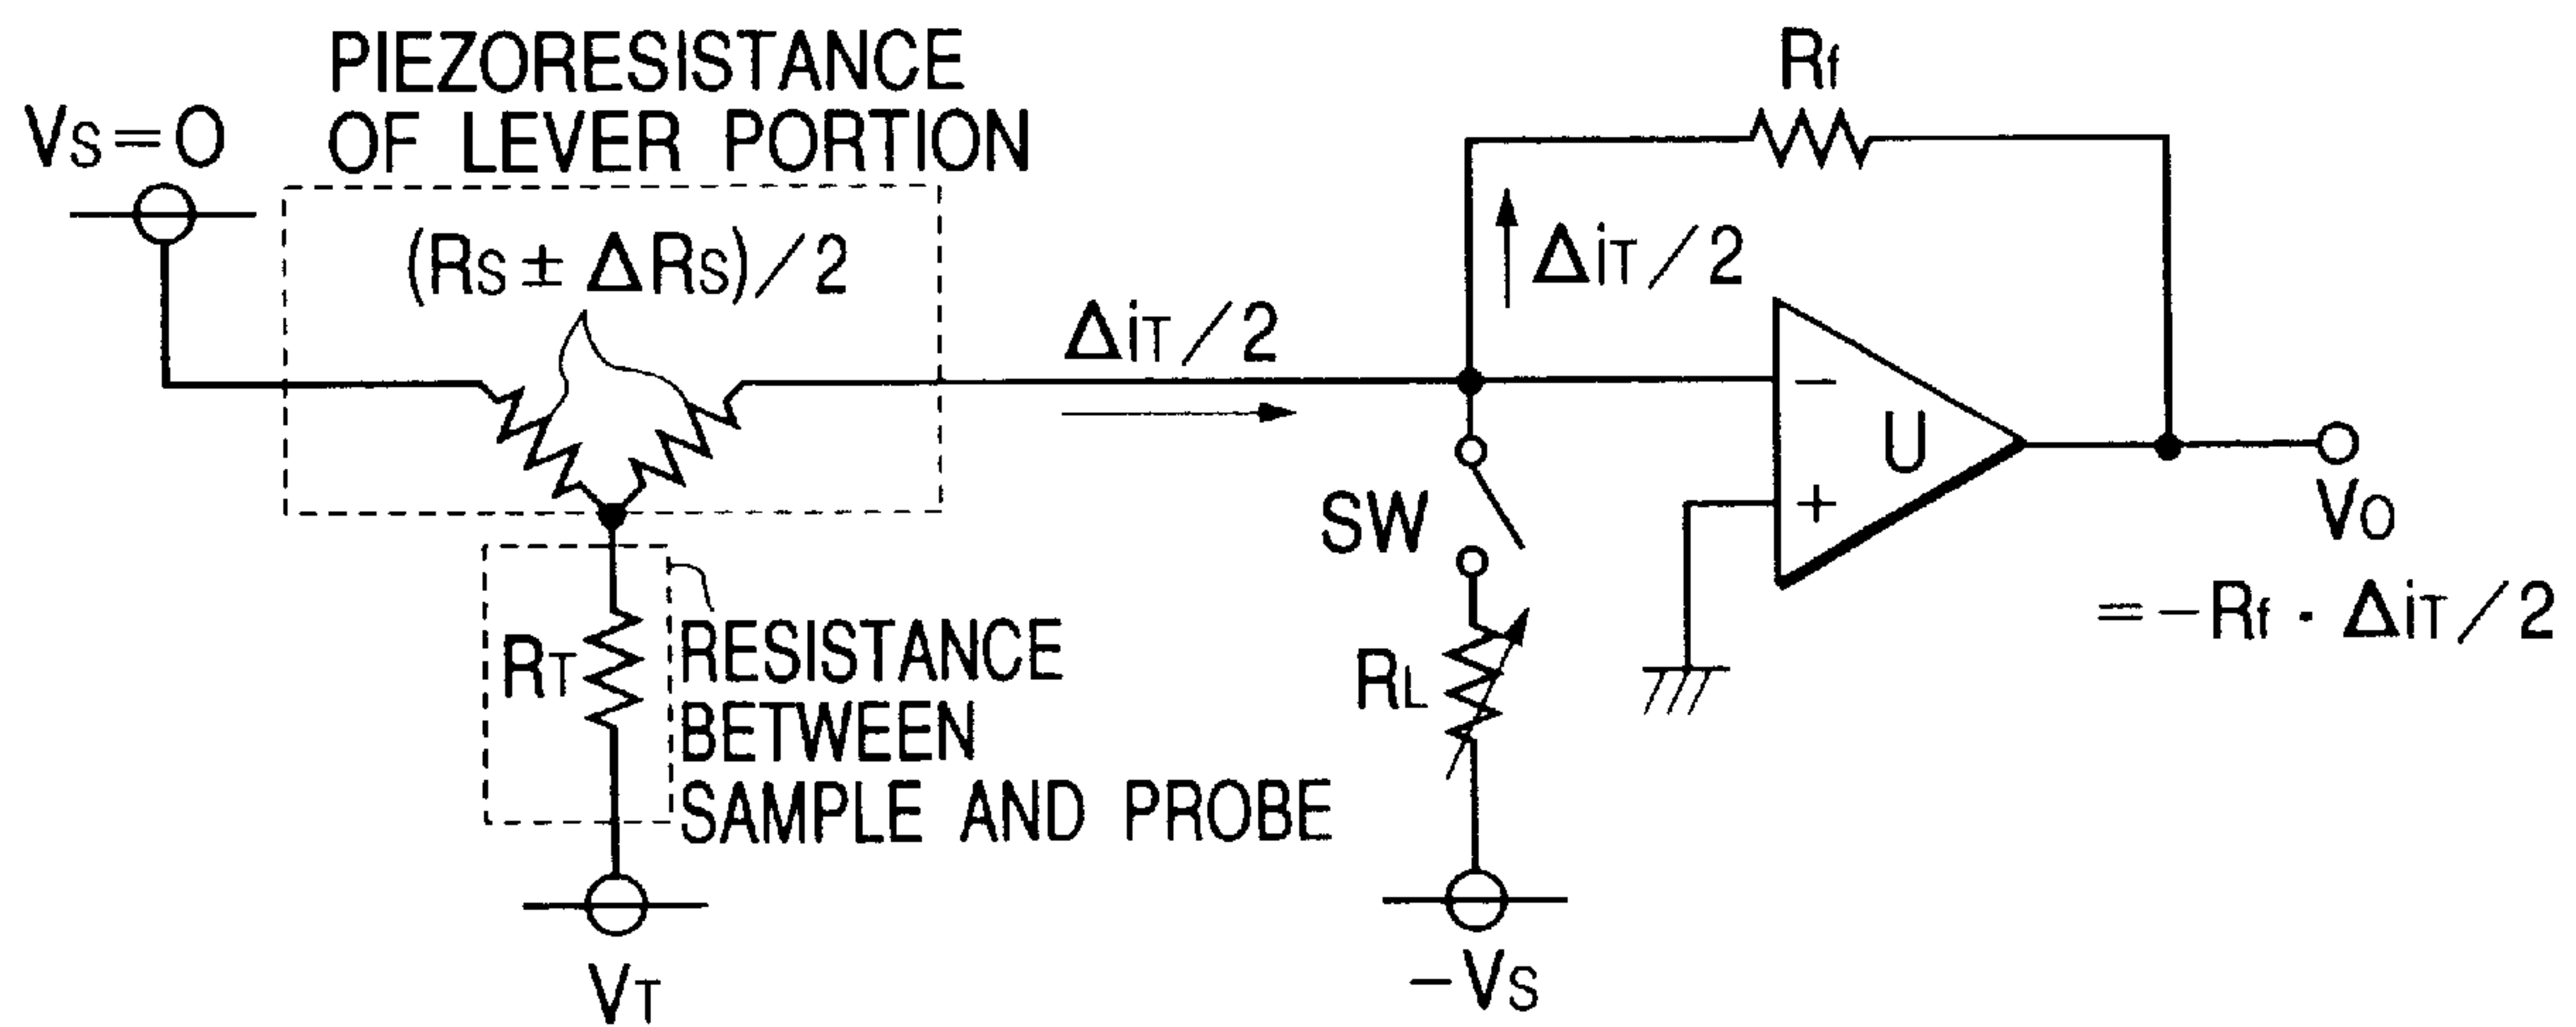 PIEZORESISTANCE
OF LEVER PORTION
VS=0
(RS ± ΔRS)/2
Rf
ΔiT/2
ΔiT/2
−
U
+
SW
VO
=−Rf · ΔiT/2
RT
RESISTANCE
BETWEEN
SAMPLE AND PROBE
RL
VT
−VS